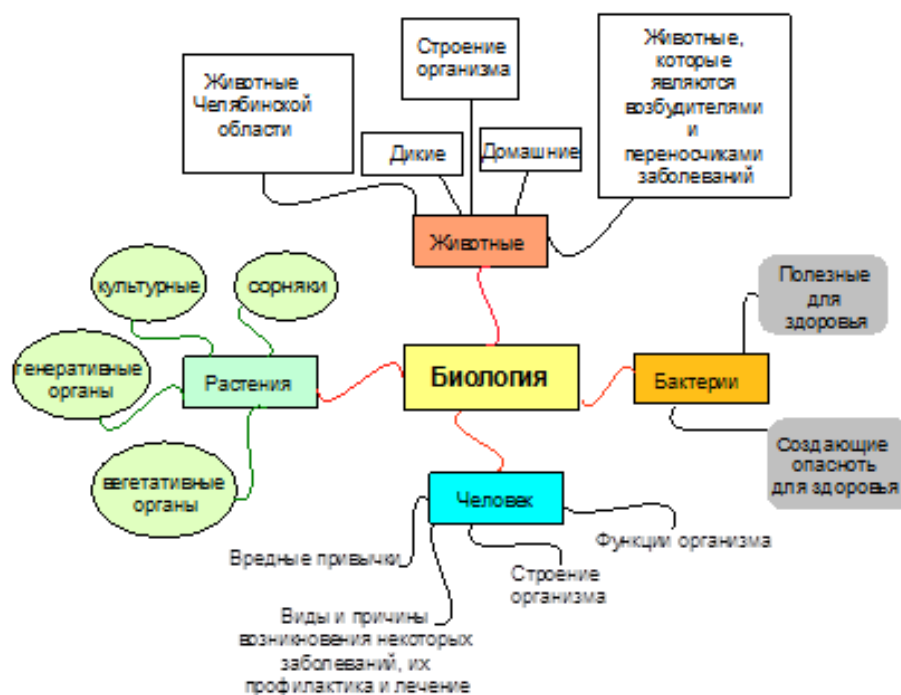 Строение
организма
Животные,
которые
являются
возбудителями
и
переносчиками
заболеваний
Животные
Челябинской
области
Дикие
Домашние
Животные
культурные
сорняки
генеративные
органы
Растения
вегетативные
органы
Биология
Бактерии
Полезные
для
здоровья
Создающие
опасноть
для здоровья
Человек
Вредные привычки
Функции организма
Строение
организма
Виды и причины
возникновения некоторых
заболеваний, их
профилактика и лечение